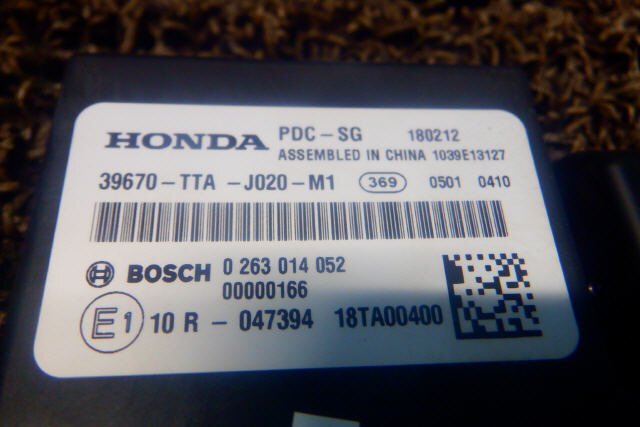 HONDA PDC-SG 180212
ASSEMBLED IN CHINA 1039E13127
39670-TTA-J020-M1 369 0501 0410
BOSCH 0 263 014 052
00000166
E1 10 R - 047394 18TA00400